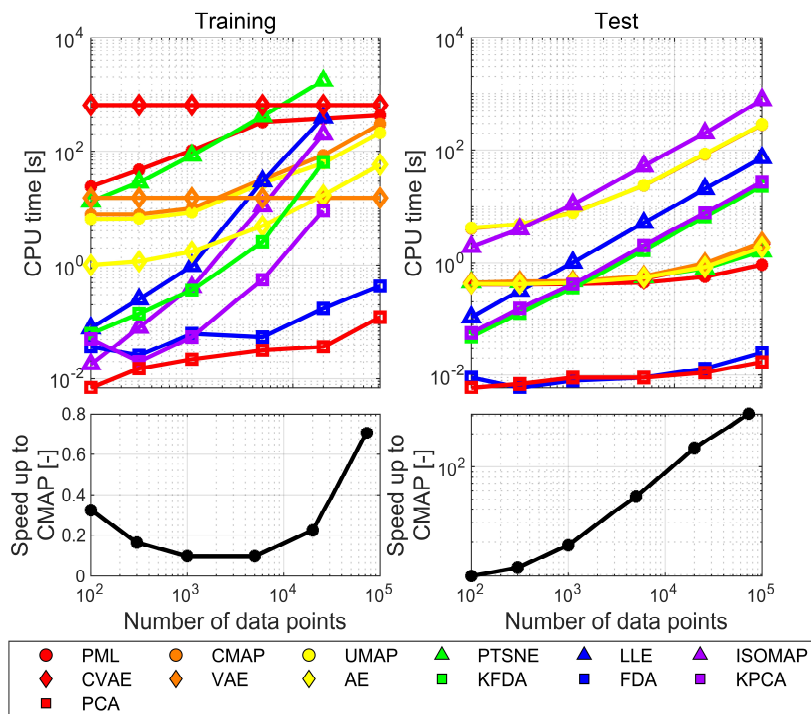 Training
Test
10^4
10^2
10^0
10^-2
CPU time [s]
10^4
10^2
10^0
10^-2
CPU time [s]
0.8
0.6
0.4
0.2
0
Speed up to
CMAP [-]
10^2
Speed up to
CMAP [-]
10^2 10^3 10^4 10^5
Number of data points
10^2 10^3 10^4 10^5
Number of data points
PML CMAP UMAP PTSNE LLE ISOMAP
CVAE VAE AE KFDA FDA KPCA
PCA